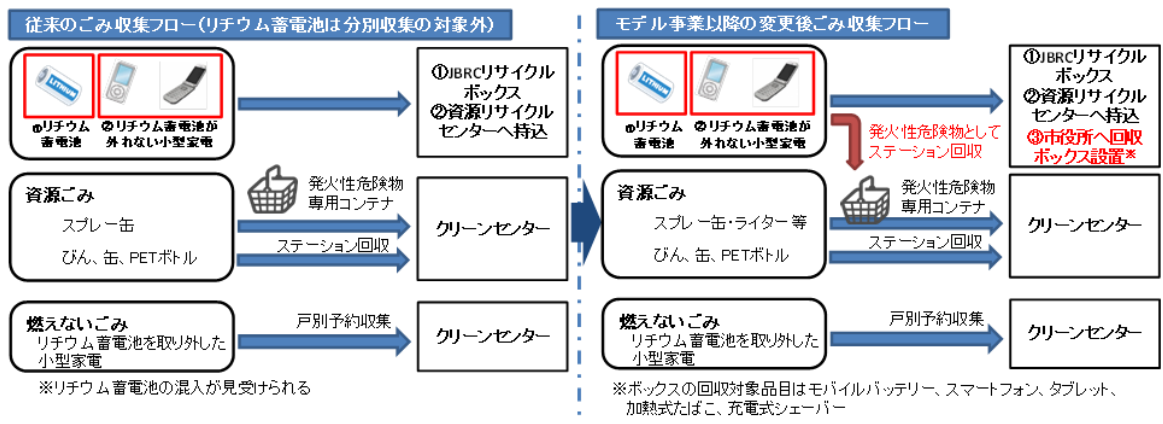 従来のごみ収集フロー(リチウム蓄電池は分別収集の対象外)
LITHIUM
①リチウム
蓄電池
②リチウム蓄電池が
外れない小型家電
①JBRCリサイクル
ボックス
②資源リサイクル
センターへ持込
資源ごみ
スプレー缶
びん、缶、PETボトル
発火性危険物
専用コンテナ
ステーション回収
クリーンセンター
燃えないごみ
リチウム蓄電池を取り外した
小型家電
戸別予約収集
クリーンセンター
※リチウム蓄電池の混入が見受けられる
モデル事業以降の変更後ごみ収集フロー
LITHIUM
①リチウム
蓄電池
②リチウム蓄電池が
外れない小型家電
発火性危険物として
ステーション回収
①JBRCリサイクル
ボックス
②資源リサイクル
センターへ持込
③市役所へ回収
ボックス設置※
資源ごみ
スプレー缶・ライター等
びん、缶、PETボトル
発火性危険物
専用コンテナ
ステーション回収
クリーンセンター
燃えないごみ
リチウム蓄電池を取り外した
小型家電
戸別予約収集
クリーンセンター
※ボックスの回収対象品目はモバイルバッテリー、スマートフォン、タブレット、
加熱式たばこ、充電式シェーバー